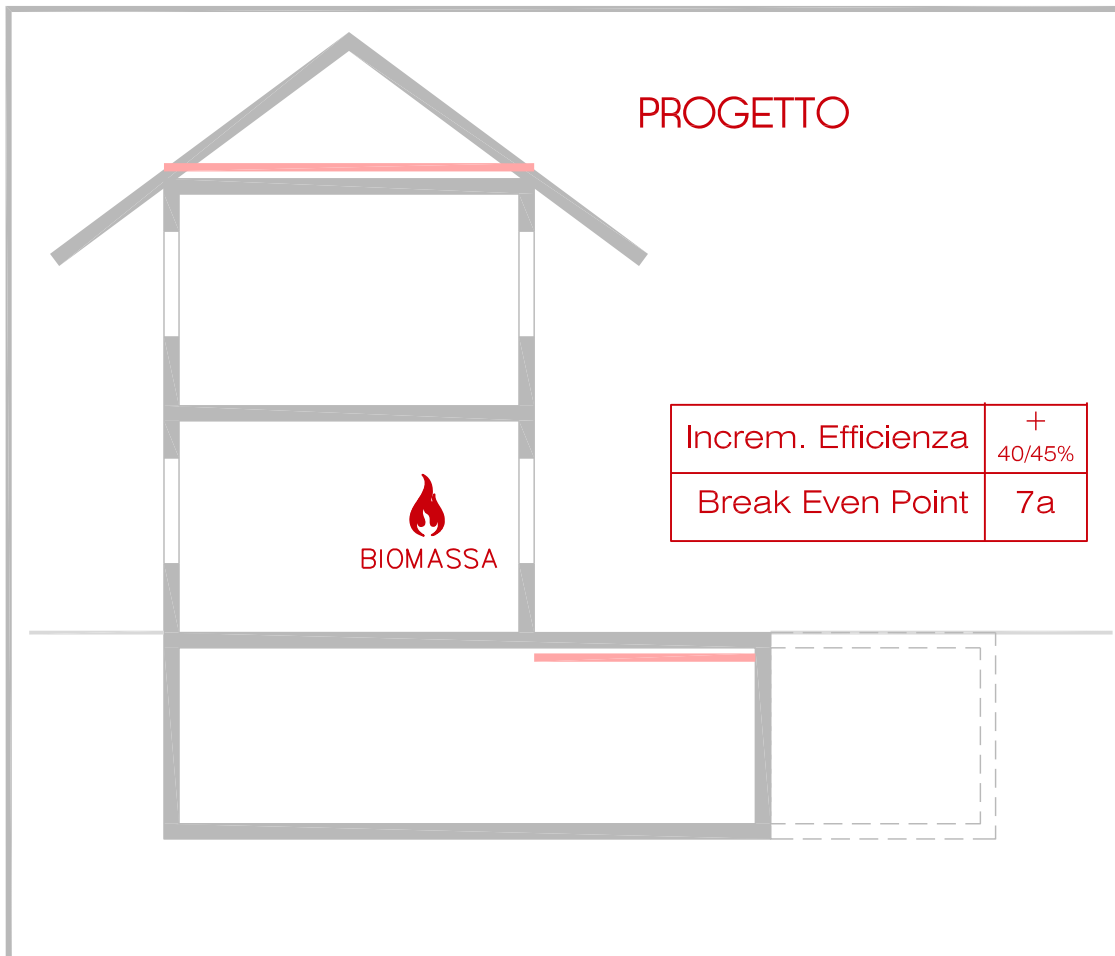 PROGETTO
Increm. Efficienza
+
40/45%
Break Even Point
7a
BIOMASSA